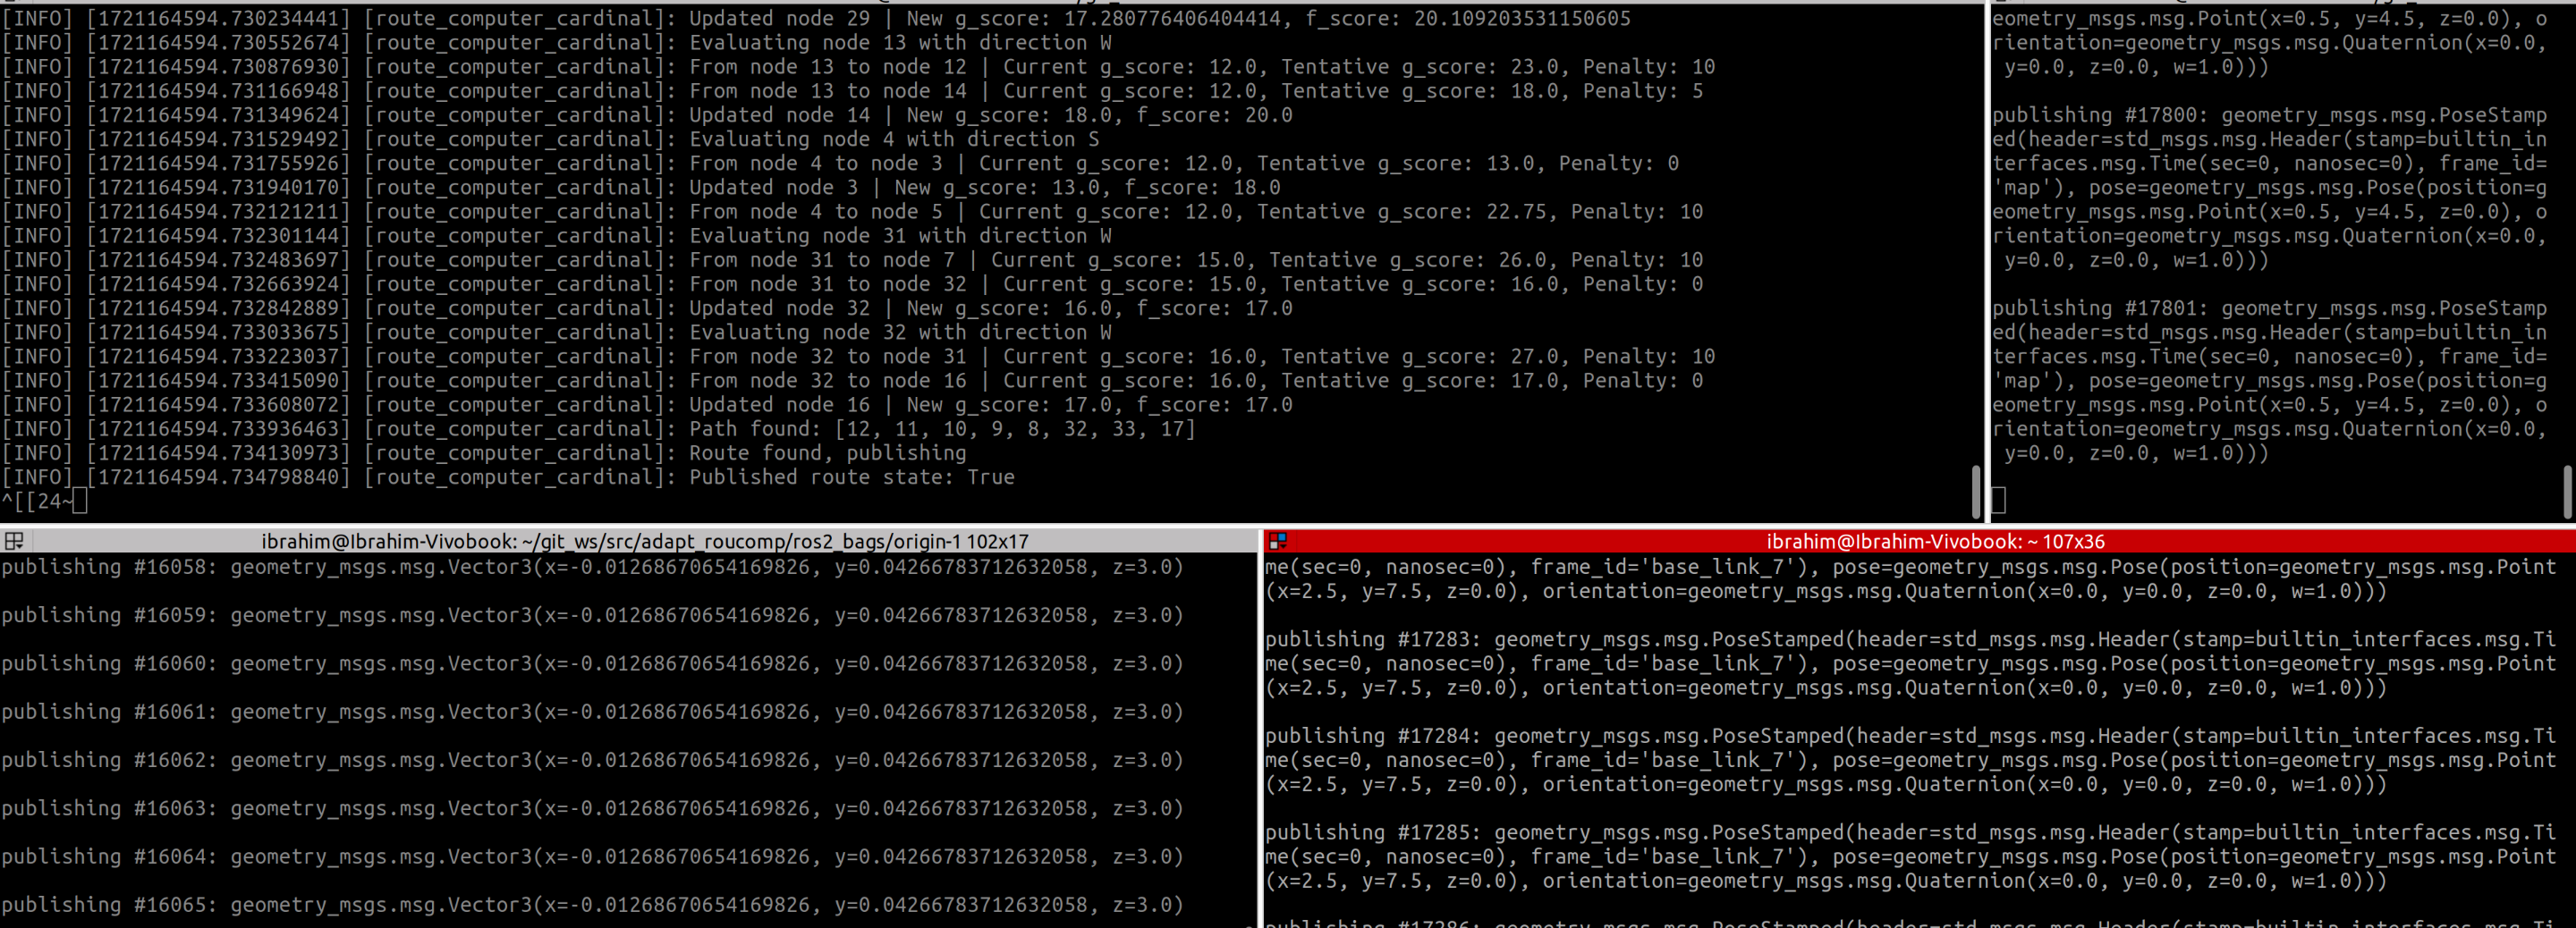 [INFO] [1721164594.730234441] [route_computer_cardinal]: Updated node 29 | New g_score: 17.280776406404414, f_score: 20.109203531150605
[INFO] [1721164594.730552674] [route_computer_cardinal]: Evaluating node 13 with direction W
[INFO] [1721164594.730876930] [route_computer_cardinal]: From node 13 to node 12 | Current g_score: 12.0, Tentative g_score: 23.0, Penalty: 10
[INFO] [1721164594.731166948] [route_computer_cardinal]: From node 13 to node 14 | Current g_score: 12.0, Tentative g_score: 18.0, Penalty: 5
[INFO] [1721164594.731349624] [route_computer_cardinal]: Updated node 14 | New g_score: 18.0, f_score: 20.0
[INFO] [1721164594.731529492] [route_computer_cardinal]: Evaluating node 4 with direction S
[INFO] [1721164594.731755926] [route_computer_cardinal]: From node 4 to node 3 | Current g_score: 12.0, Tentative g_score: 13.0, Penalty: 0
[INFO] [1721164594.731940170] [route_computer_cardinal]: Updated node 3 | New g_score: 13.0, f_score: 18.0
[INFO] [1721164594.732121211] [route_computer_cardinal]: From node 4 to node 5 | Current g_score: 12.0, Tentative g_score: 22.75, Penalty: 10
[INFO] [1721164594.732301144] [route_computer_cardinal]: Evaluating node 31 with direction W
[INFO] [1721164594.732483697] [route_computer_cardinal]: From node 31 to node 7 | Current g_score: 15.0, Tentative g_score: 26.0, Penalty: 10
[INFO] [1721164594.732663924] [route_computer_cardinal]: From node 31 to node 32 | Current g_score: 15.0, Tentative g_score: 16.0, Penalty: 0
[INFO] [1721164594.732842889] [route_computer_cardinal]: Updated node 32 | New g_score: 16.0, f_score: 17.0
[INFO] [1721164594.733033675] [route_computer_cardinal]: Evaluating node 32 with direction W
[INFO] [1721164594.733223037] [route_computer_cardinal]: From node 32 to node 31 | Current g_score: 16.0, Tentative g_score: 27.0, Penalty: 10
[INFO] [1721164594.733415090] [route_computer_cardinal]: From node 32 to node 16 | Current g_score: 16.0, Tentative g_score: 17.0, Penalty: 0
[INFO] [1721164594.733608072] [route_computer_cardinal]: Updated node 16 | New g_score: 17.0, f_score: 17.0
[INFO] [1721164594.733936463] [route_computer_cardinal]: Path found: [12, 11, 10, 9, 8, 32, 33, 17]
[INFO] [1721164594.734130973] [route_computer_cardinal]: Route found, publishing
[INFO] [1721164594.734798840] [route_computer_cardinal]: Published route state: True
^[[24~
eometry_msgs.msg.Point(x=0.5, y=4.5, z=0.0), o
rientation=geometry_msgs.msg.Quaternion(x=0.0,
 y=0.0, z=0.0, w=1.0)))
publishing #17800: geometry_msgs.msg.PoseStamp
ed(header=std_msgs.msg.Header(stamp=builtin_in
terfaces.msg.Time(sec=0, nanosec=0), frame_id=
'map'), pose=geometry_msgs.msg.Pose(position=g
eometry_msgs.msg.Point(x=0.5, y=4.5, z=0.0), o
rientation=geometry_msgs.msg.Quaternion(x=0.0,
 y=0.0, z=0.0, w=1.0)))
publishing #17801: geometry_msgs.msg.PoseStamp
ed(header=std_msgs.msg.Header(stamp=builtin_in
terfaces.msg.Time(sec=0, nanosec=0), frame_id=
'map'), pose=geometry_msgs.msg.Pose(position=g
eometry_msgs.msg.Point(x=0.5, y=4.5, z=0.0), o
rientation=geometry_msgs.msg.Quaternion(x=0.0,
 y=0.0, z=0.0, w=1.0)))
ibrahim@Ibrahim-Vivobook: ~/git_ws/src/adapt_roucomp/ros2_bags/origin-1 102x17
publishing #16058: geometry_msgs.msg.Vector3(x=-0.01268670654169826, y=0.04266783712632058, z=3.0)
publishing #16059: geometry_msgs.msg.Vector3(x=-0.01268670654169826, y=0.04266783712632058, z=3.0)
publishing #16060: geometry_msgs.msg.Vector3(x=-0.01268670654169826, y=0.04266783712632058, z=3.0)
publishing #16061: geometry_msgs.msg.Vector3(x=-0.01268670654169826, y=0.04266783712632058, z=3.0)
publishing #16062: geometry_msgs.msg.Vector3(x=-0.01268670654169826, y=0.04266783712632058, z=3.0)
publishing #16063: geometry_msgs.msg.Vector3(x=-0.01268670654169826, y=0.04266783712632058, z=3.0)
publishing #16064: geometry_msgs.msg.Vector3(x=-0.01268670654169826, y=0.04266783712632058, z=3.0)
publishing #16065: geometry_msgs.msg.Vector3(x=-0.01268670654169826, y=0.04266783712632058, z=3.0)
ibrahim@Ibrahim-Vivobook: ~ 107x36
me(sec=0, nanosec=0), frame_id='base_link_7'), pose=geometry_msgs.msg.Pose(position=geometry_msgs.msg.Point
(x=2.5, y=7.5, z=0.0), orientation=geometry_msgs.msg.Quaternion(x=0.0, y=0.0, z=0.0, w=1.0)))
publishing #17283: geometry_msgs.msg.PoseStamped(header=std_msgs.msg.Header(stamp=builtin_interfaces.msg.Ti
me(sec=0, nanosec=0), frame_id='base_link_7'), pose=geometry_msgs.msg.Pose(position=geometry_msgs.msg.Point
(x=2.5, y=7.5, z=0.0), orientation=geometry_msgs.msg.Quaternion(x=0.0, y=0.0, z=0.0, w=1.0)))
publishing #17284: geometry_msgs.msg.PoseStamped(header=std_msgs.msg.Header(stamp=builtin_interfaces.msg.Ti
me(sec=0, nanosec=0), frame_id='base_link_7'), pose=geometry_msgs.msg.Pose(position=geometry_msgs.msg.Point
(x=2.5, y=7.5, z=0.0), orientation=geometry_msgs.msg.Quaternion(x=0.0, y=0.0, z=0.0, w=1.0)))
publishing #17285: geometry_msgs.msg.PoseStamped(header=std_msgs.msg.Header(stamp=builtin_interfaces.msg.Ti
me(sec=0, nanosec=0), frame_id='base_link_7'), pose=geometry_msgs.msg.Pose(position=geometry_msgs.msg.Point
(x=2.5, y=7.5, z=0.0), orientation=geometry_msgs.msg.Quaternion(x=0.0, y=0.0, z=0.0, w=1.0)))
publishing #17286: geometry_msgs.msg.PoseStamped(header=std_msgs.msg.Header(stamp=builtin_interfaces.msg.Ti